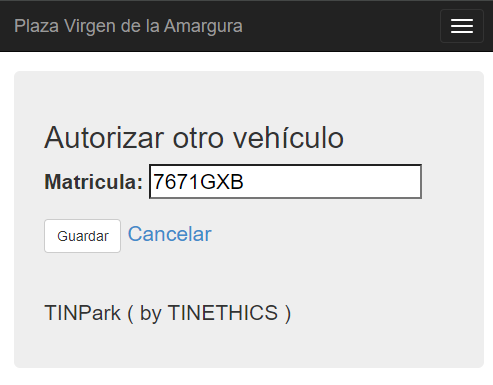 Plaza Virgen de la Amargura
Autorizar otro vehículo
Matricula: 7671GXB
Guardar Cancelar
TINPark ( by TINETHICS )